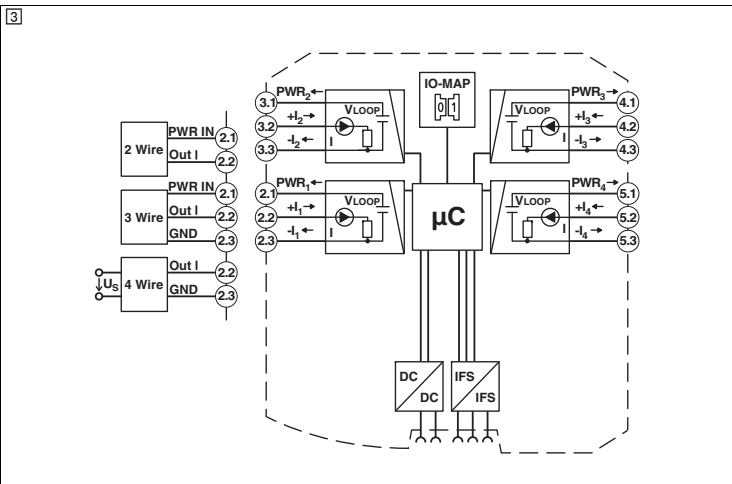 3
IO-MAP
0 1
3.1 PWR₂←
3.2 +I₂→
3.3 -I₂←
VLOOP
I
PWR₃→ 4.1
+I₃← 4.2
-I₃→ 4.3
VLOOP
I
2 Wire
PWR IN 2.1
Out I 2.2
3 Wire
PWR IN 2.1
Out I 2.2
GND 2.3
US 4 Wire
Out I 2.2
GND 2.3
2.1 PWR₁←
2.2 +I₁→
2.3 -I₁←
VLOOP
I
µC
PWR₄→ 5.1
+I₄← 5.2
-I₄→ 5.3
VLOOP
I
DC
DC
IFS
IFS